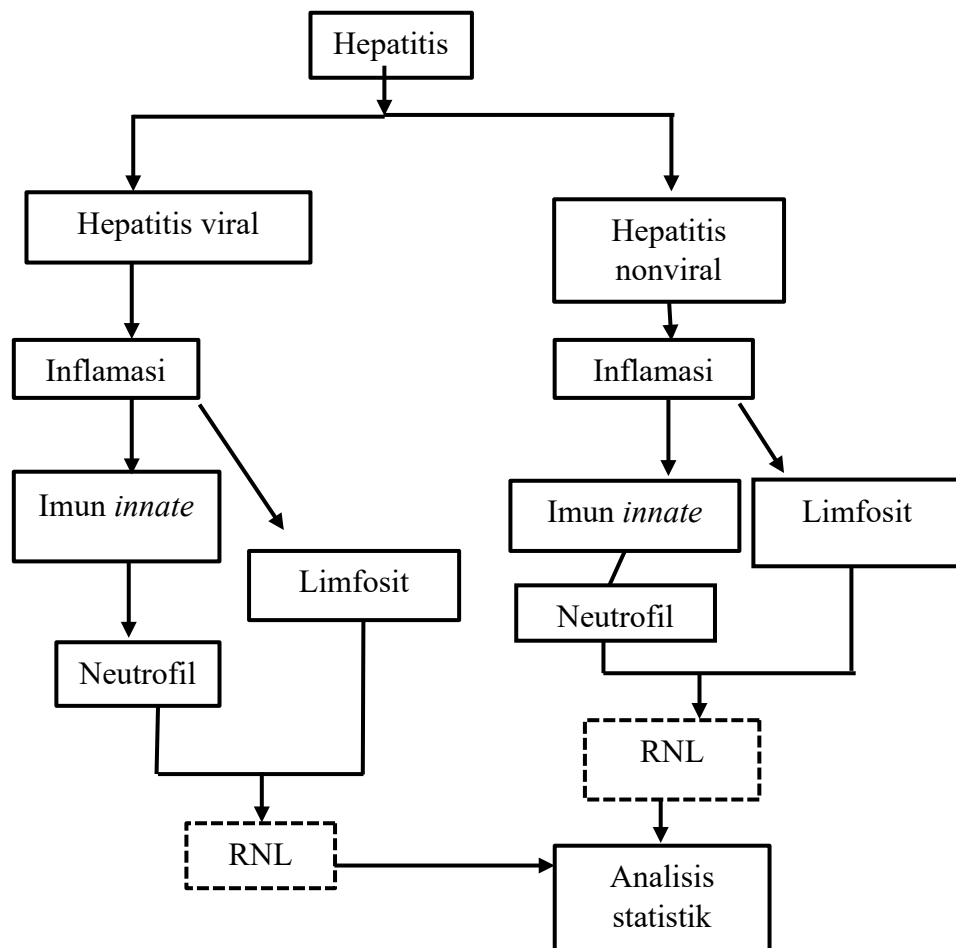 Hepatitis
Hepatitis viral
Hepatitis
nonviral
Inflamasi
Inflamasi
Imun innate
Limfosit
Imun innate
Limfosit
Neutrofil
Neutrofil
RNL
RNL
Analisis
statistik